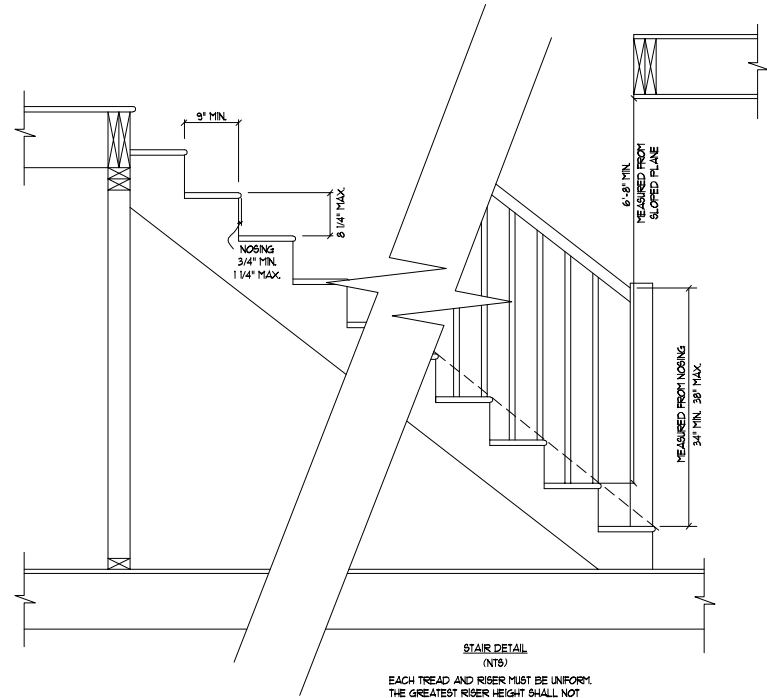 9" MIN.
8 1/4" MAX.
NOSING
3/4" MIN.
1 1/4" MAX.
6'-8" MIN.
MEASURED FROM
SLOPED PLANE
MEASURED FROM NOSING
34" MIN. 38" MAX.
STAIR DETAIL
(NTS)
EACH TREAD AND RISER MUST BE UNIFORM.
THE GREATEST RISER HEIGHT SHALL NOT